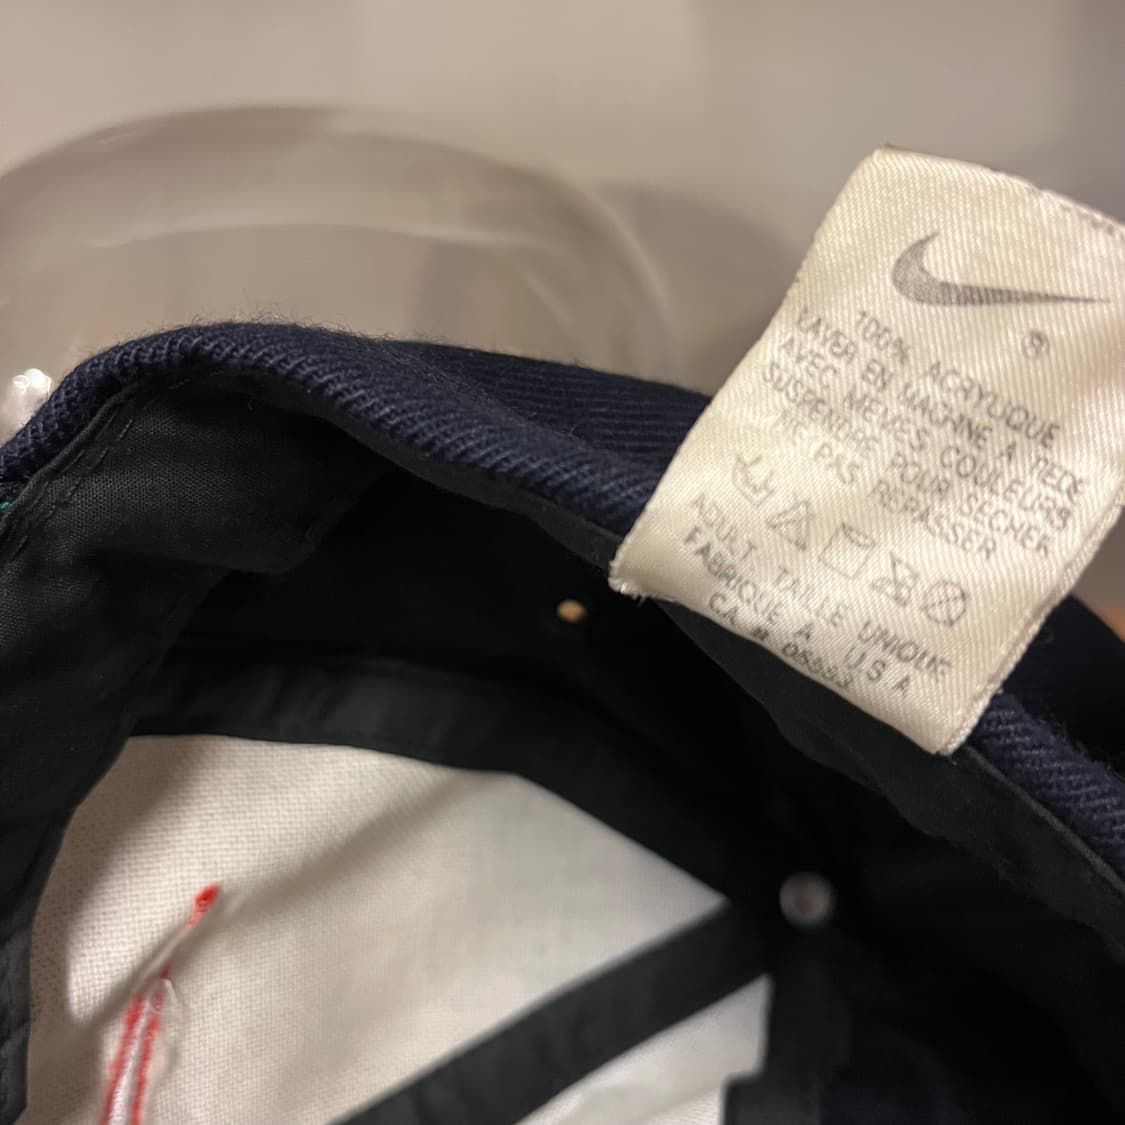 ®
100% ACRYLIQUE
LAVER EN MACHINE A TIEDE
AVEC MEMES COULEURS
SUSPENDRE POUR SECHER
NE PAS REPASSER
ADULT TAILLE UNIQUE
FABRIQUE A U S A
CA #